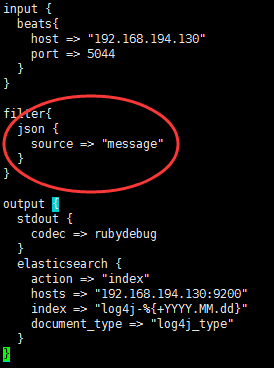 input {
  beats{
    host => "192.168.194.130"
    port => 5044
  }
}
filter{
  json {
    source => "message"
  }
}
output {
  stdout {
    codec => rubydebug
  }
  elasticsearch {
    action => "index"
    hosts => "192.168.194.130:9200"
    index => "log4j-%{+YYYY.MM.dd}"
    document_type => "log4j_type"
  }
}